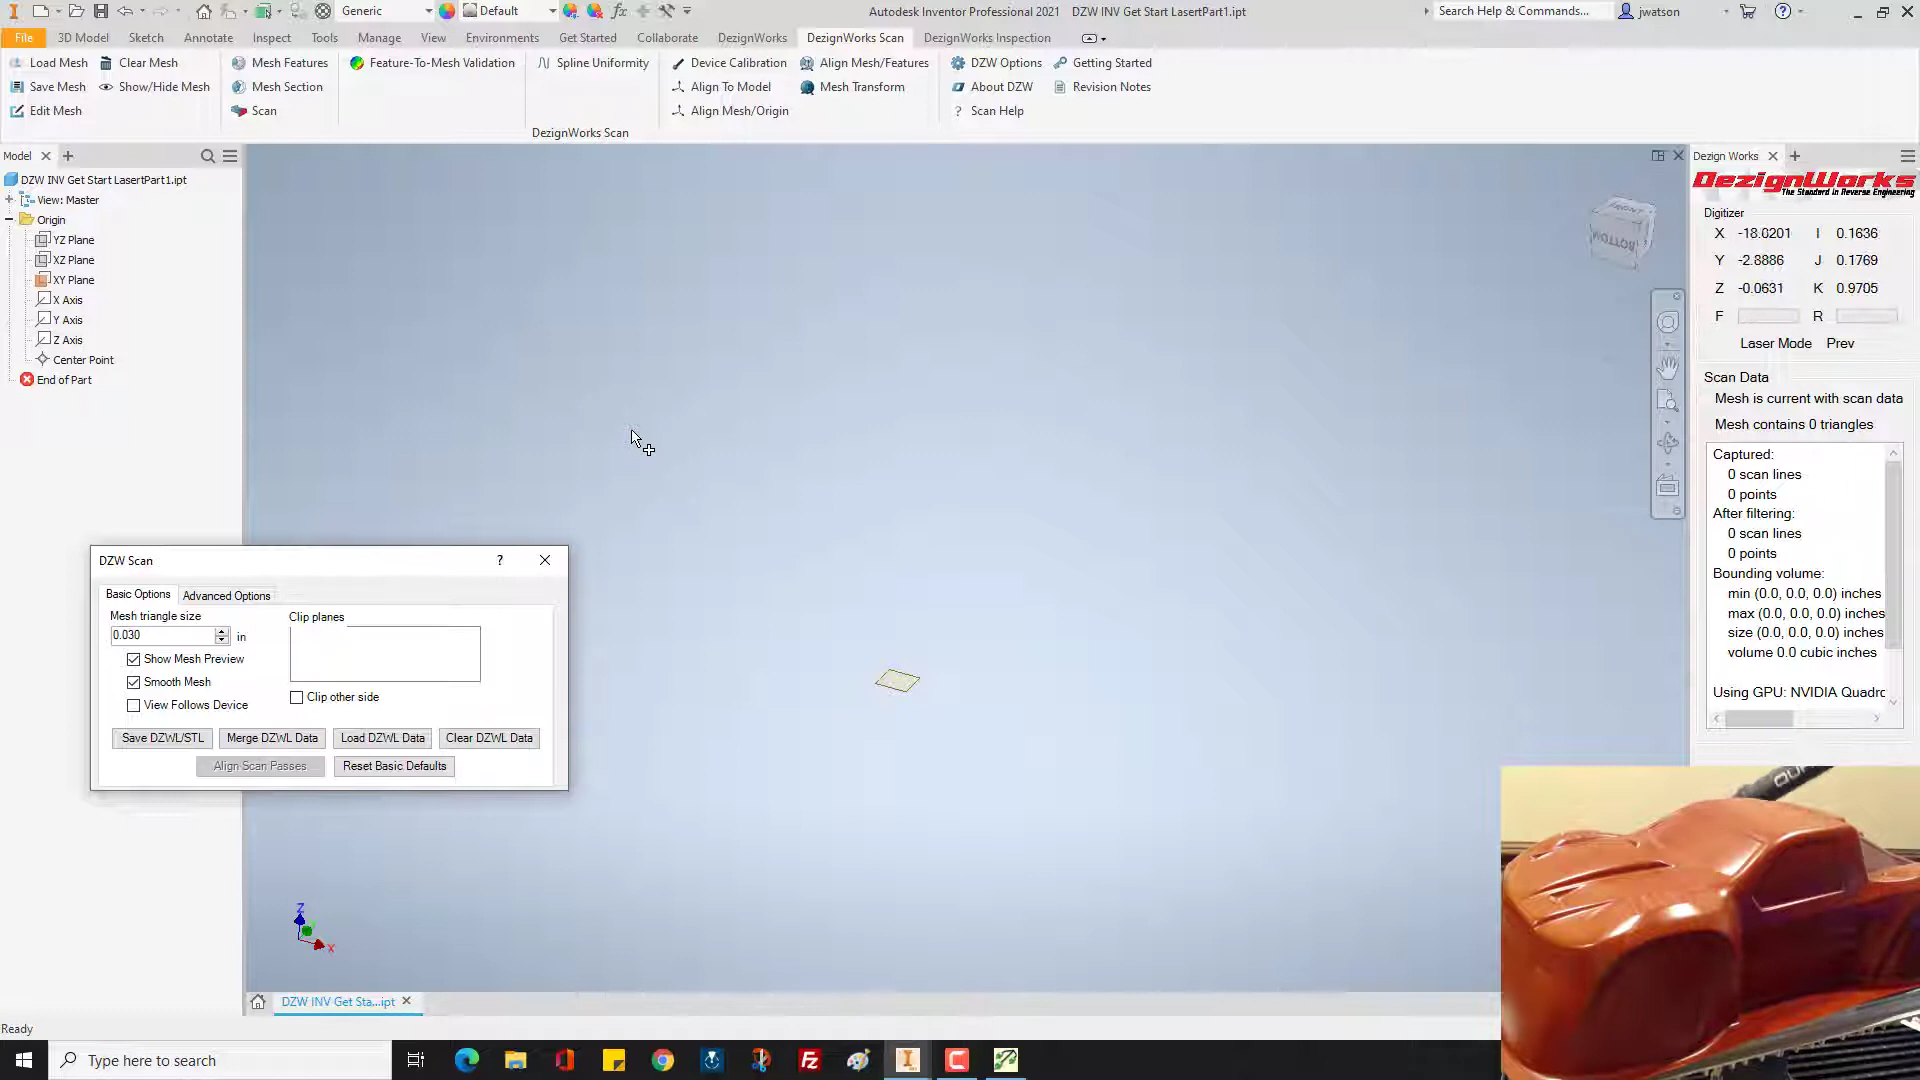 Generic
Default
Autodesk Inventor Professional 2021 DZW INV Get Start LasertPart1.ipt
Search Help & Commands...
jwatson
File 3D Model Sketch Annotate Inspect Tools Manage View Environments Get Started Collaborate DezignWorks DezignWorks Scan DezignWorks Inspection
Load Mesh Clear Mesh Mesh Features Feature-To-Mesh Validation Spline Uniformity Device Calibration Align Mesh/Features DZW Options Getting Started
Save Mesh Show/Hide Mesh Mesh Section Align To Model Mesh Transform About DZW Revision Notes
Edit Mesh Scan Align Mesh/Origin ? Scan Help
DezignWorks Scan
Model
DZW INV Get Start LasertPart1.ipt
View: Master
Origin
YZ Plane
XZ Plane
XY Plane
X Axis
Y Axis
Z Axis
Center Point
End of Part
FRONT
BOTTOM
Dezign Works
DezignWorks
The Standard in Reverse Engineering
Digitizer
X -18.0201 I 0.1636
Y -2.8886 J 0.1769
Z -0.0631 K 0.9705
F R
Laser Mode Prev
Scan Data
Mesh is current with scan data
Mesh contains 0 triangles
Captured:
0 scan lines
0 points
After filtering:
0 scan lines
0 points
Bounding volume:
min (0.0, 0.0, 0.0) inches
max (0.0, 0.0, 0.0) inches
size (0.0, 0.0, 0.0) inches
volume 0.0 cubic inches
Using GPU: NVIDIA Quadro
DZW Scan
?
Basic Options Advanced Options
Mesh triangle size
0.030 in
Show Mesh Preview
Smooth Mesh
View Follows Device
Clip planes
Clip other side
Save DZWL/STL Merge DZWL Data Load DZWL Data Clear DZWL Data
Align Scan Passes Reset Basic Defaults
Z
X
DZW INV Get Sta...ipt
Ready
Type here to search